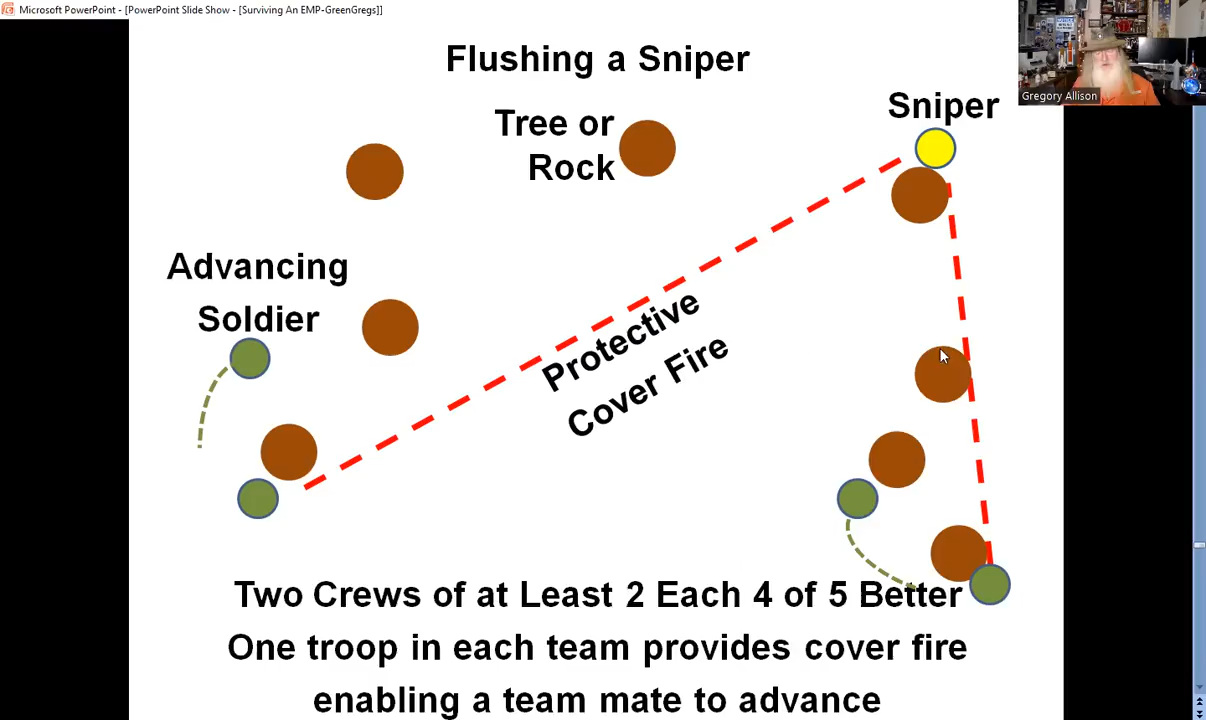 Microsoft PowerPoint - [PowerPoint Slide Show - [Surviving An EMP-GreenGregs]]
Flushing a Sniper
Gregory Allison
Sniper
Tree or
Rock
Advancing
Soldier
Protective
Cover Fire
Two Crews of at Least 2 Each 4 of 5 Better
One troop in each team provides cover fire
enabling a team mate to advance